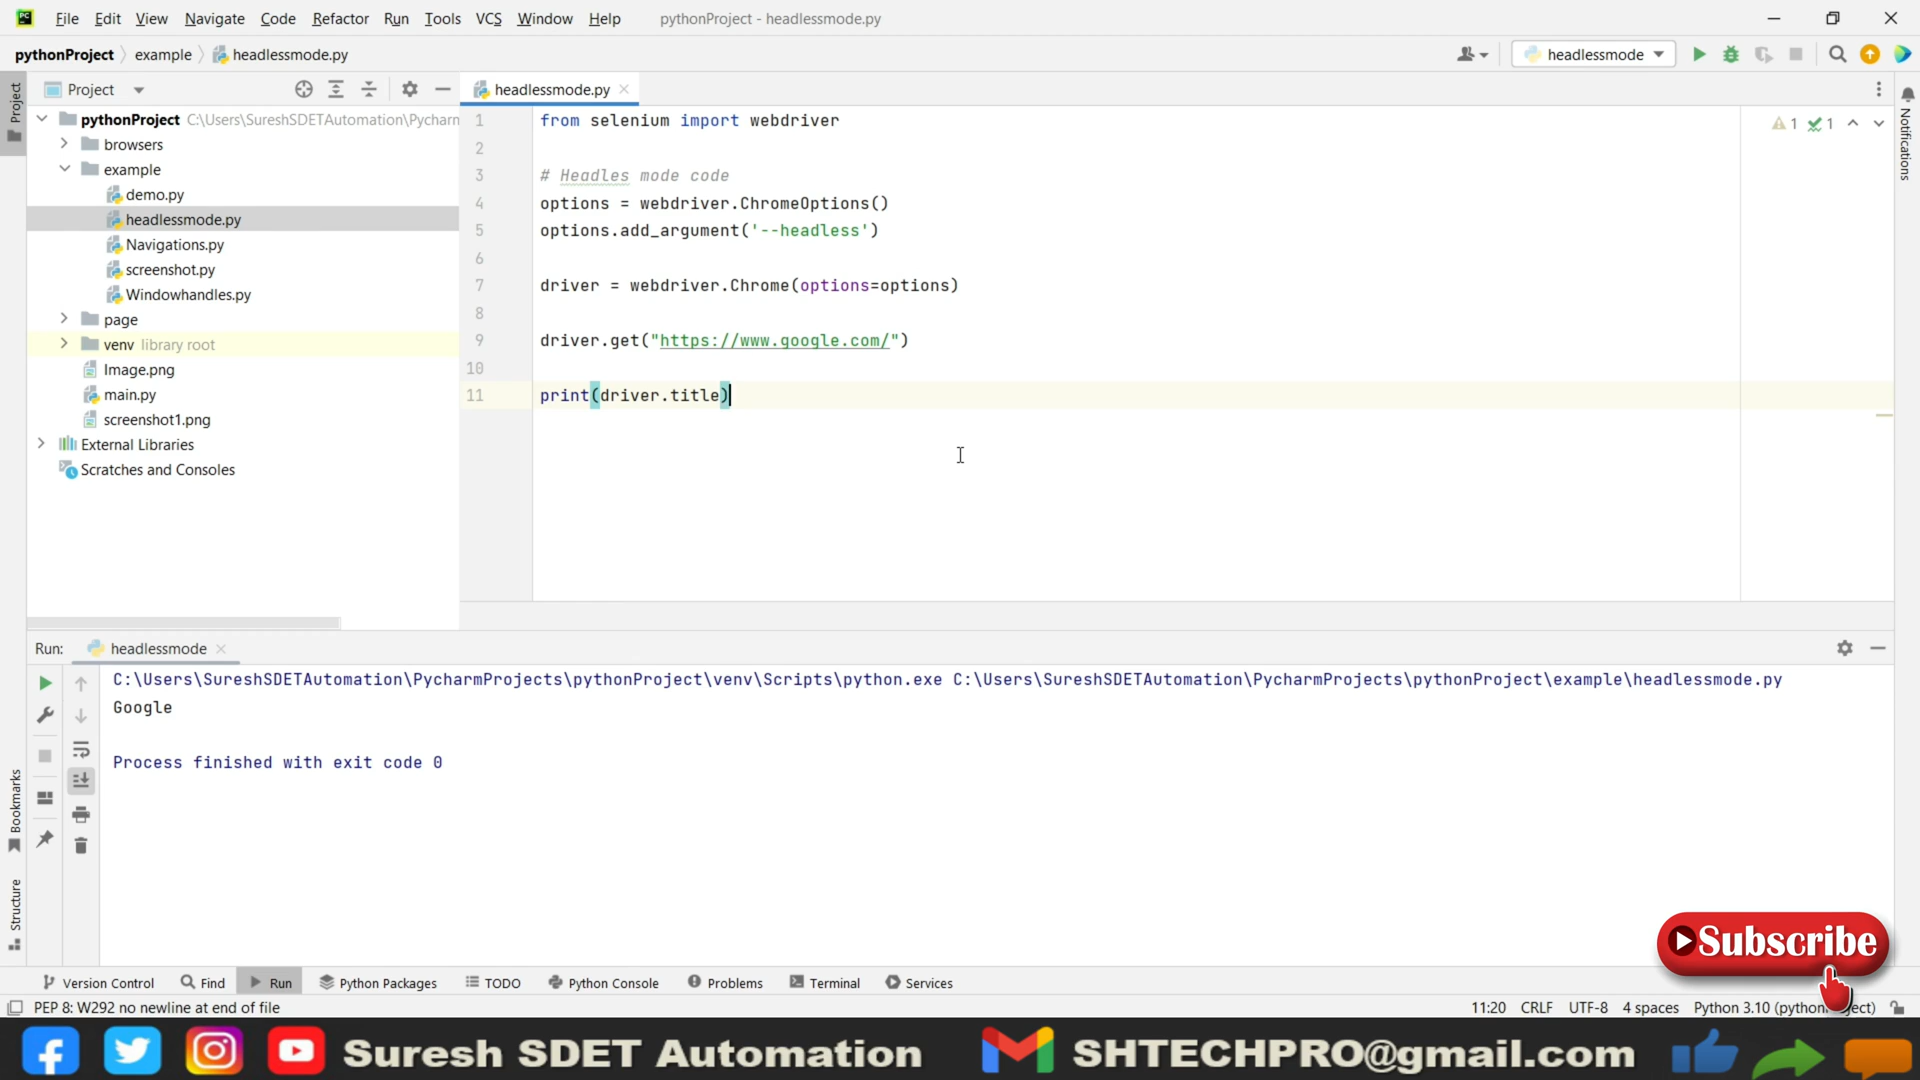 File Edit View Navigate Code Refactor Run Tools VCS Window Help pythonProject - headlessmode.py
pythonProject example headlessmode.py headlessmode
Project
Project
pythonProject C:\Users\SureshSDETAutomation\Pycharm
browsers
example
demo.py
headlessmode.py
Navigations.py
screenshot.py
Windowhandles.py
page
venv library root
Image.png
main.py
screenshot1.png
External Libraries
Scratches and Consoles
headlessmode.py
1 from selenium import webdriver
2
3 # Headles mode code
4 options = webdriver.ChromeOptions()
5 options.add_argument('--headless')
6
7 driver = webdriver.Chrome(options=options)
8
9 driver.get("https://www.google.com/")
10
11 print(driver.title)
1 1
Notifications
Run: headlessmode
C:\Users\SureshSDETAutomation\PycharmProjects\pythonProject\venv\Scripts\python.exe C:\Users\SureshSDETAutomation\PycharmProjects\pythonProject\example\headlessmode.py
Google
Process finished with exit code 0
Bookmarks
Structure
Subscribe
Version Control Find Run Python Packages TODO Python Console Problems Terminal Services
PEP 8: W292 no newline at end of file 11:20 CRLF UTF-8 4 spaces Python 3.10
Suresh SDET Automation SHTECHPRO@gmail.com